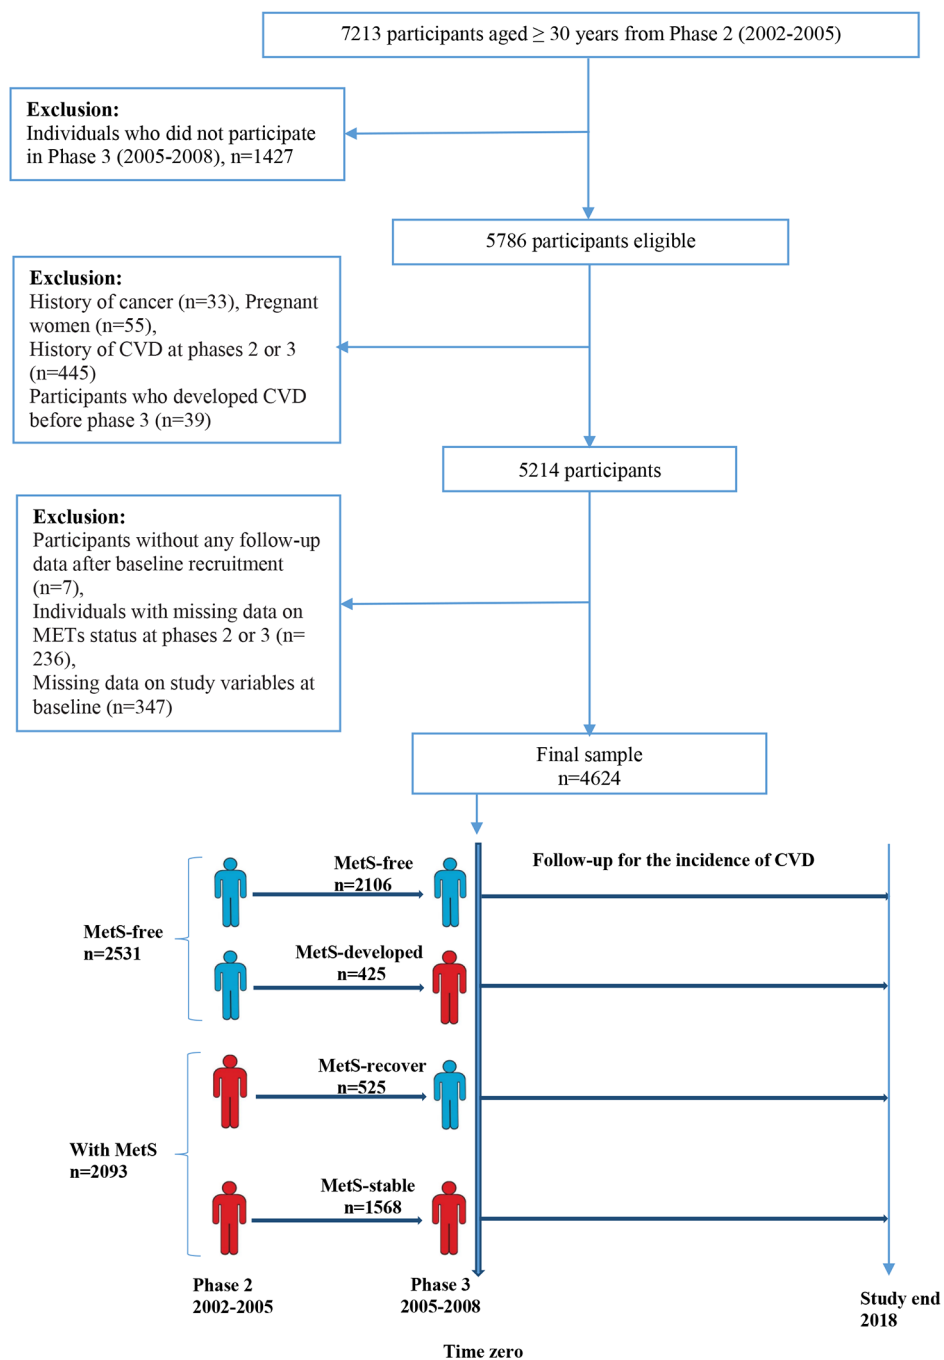 7213 participants aged ≥ 30 years from Phase 2 (2002-2005)
Exclusion:
Individuals who did not participate
in Phase 3 (2005-2008), n=1427
5786 participants eligible
Exclusion:
History of cancer (n=33), Pregnant
women (n=55),
History of CVD at phases 2 or 3
(n=445)
Participants who developed CVD
before phase 3 (n=39)
5214 participants
Exclusion:
Participants without any follow-up
data after baseline recruitment
(n=7),
Individuals with missing data on
METs status at phases 2 or 3 (n=
236),
Missing data on study variables at
baseline (n=347)
Final sample
n=4624
Follow-up for the incidence of CVD
MetS-free
n=2531
MetS-free
n=2106
MetS-developed
n=425
With MetS
n=2093
MetS-recover
n=525
MetS-stable
n=1568
Phase 2
2002-2005
Phase 3
2005-2008
Study end
2018
Time zero